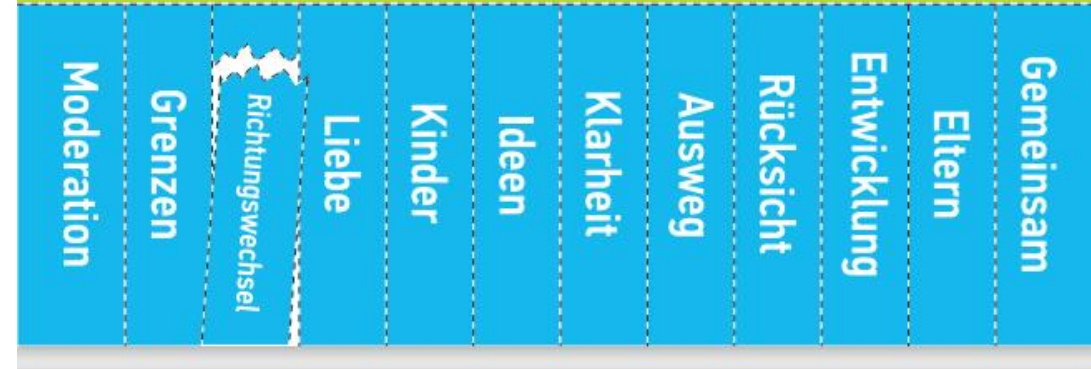 Moderation
Grenzen
Richtungswechsel
Liebe
Kinder
Ideen
Klarheit
Ausweg
Rücksicht
Entwicklung
Eltern
Gemeinsam